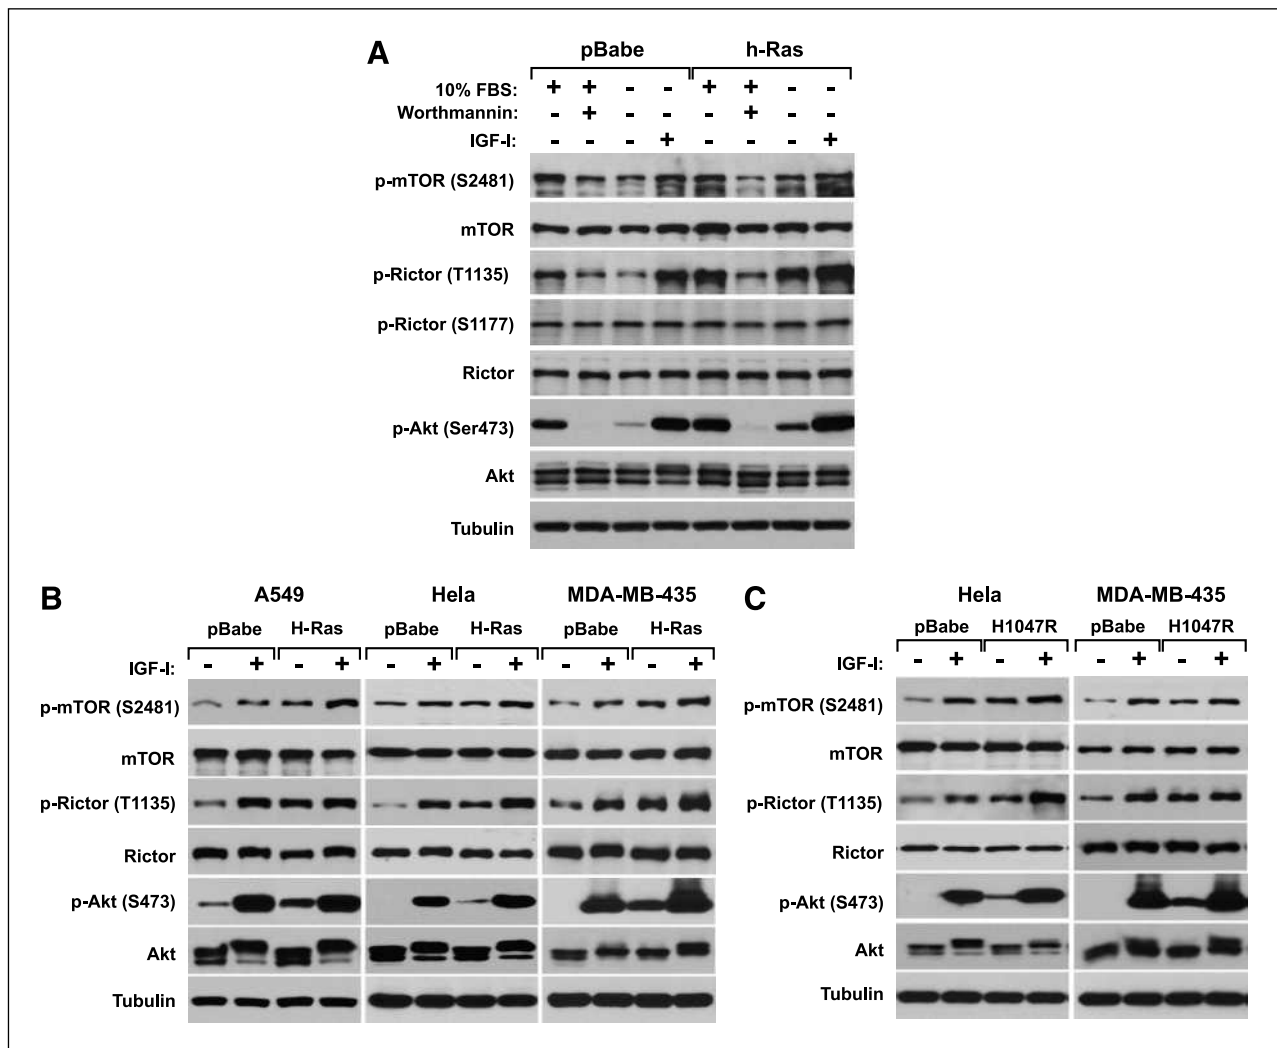 A
pBabe h-Ras
10% FBS: + + - - + + - -
Worthmannin: - + - - - + - -
IGF-I: - - - + - - - +
p-mTOR (S2481)
mTOR
p-Rictor (T1135)
p-Rictor (S1177)
Rictor
p-Akt (Ser473)
Akt
Tubulin
B
A549 Hela MDA-MB-435
pBabe H-Ras pBabe H-Ras pBabe H-Ras
IGF-I: - + - + - + - + - + - +
p-mTOR (S2481)
mTOR
p-Rictor (T1135)
Rictor
p-Akt (S473)
Akt
Tubulin
C
Hela MDA-MB-435
pBabe H1047R pBabe H1047R
IGF-I: - + - + - + - +
p-mTOR (S2481)
mTOR
p-Rictor (T1135)
Rictor
p-Akt (S473)
Akt
Tubulin